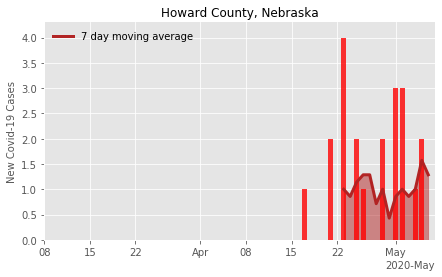 Howard County, Nebraska
7 day moving average
New Covid-19 Cases
4.0
3.5
3.0
2.5
2.0
1.5
1.0
0.5
0.0
08 15 22 Apr 08 15 22 May
2020-May